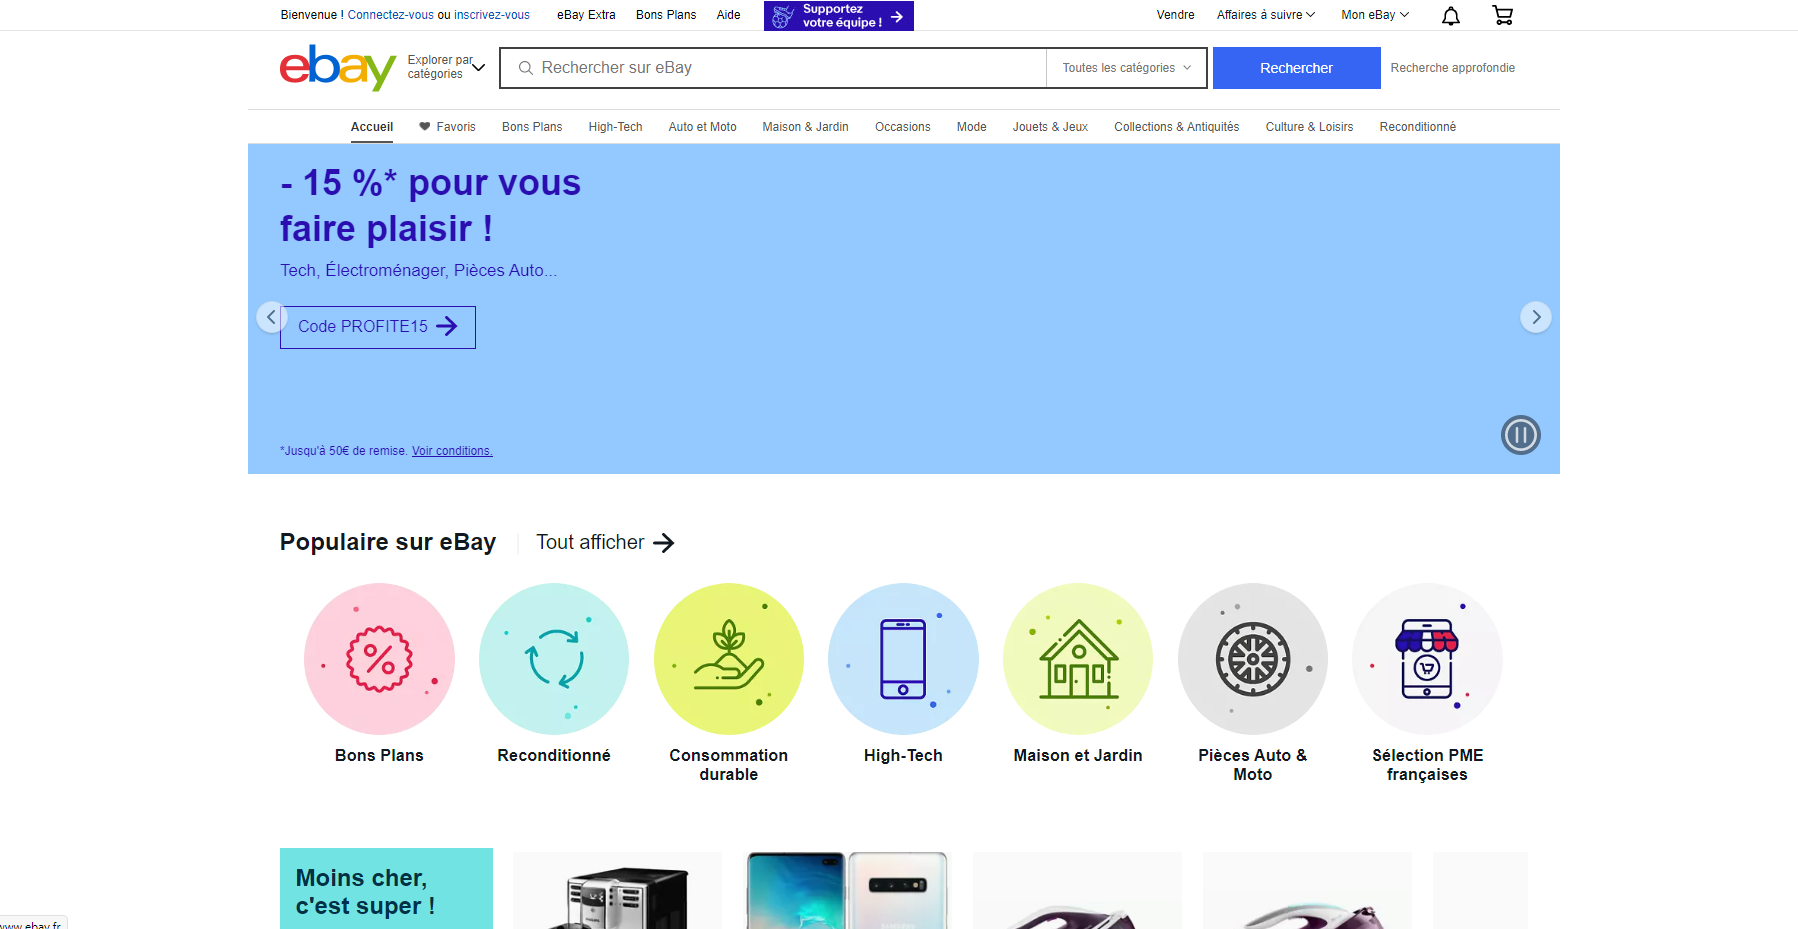 Bienvenue ! Connectez-vous ou inscrivez-vous eBay Extra Bons Plans Aide Supportez votre équipe ! Vendre Affaires à suivre Mon eBay
ebay Explorer par catégories Rechercher sur eBay Toutes les catégories Rechercher Recherche approfondie
Accueil Favoris Bons Plans High-Tech Auto et Moto Maison & Jardin Occasions Mode Jouets & Jeux Collections & Antiquités Culture & Loisirs Reconditionné
- 15 %* pour vous
faire plaisir !
Tech, Électroménager, Pièces Auto...
Code PROFITE15
*Jusqu'à 50€ de remise. Voir conditions.
Populaire sur eBay Tout afficher
Bons Plans
Reconditionné
Consommation
durable
High-Tech
Maison et Jardin
Pièces Auto &
Moto
Sélection PME
françaises
Moins cher,
c'est super !
www.ebay.fr